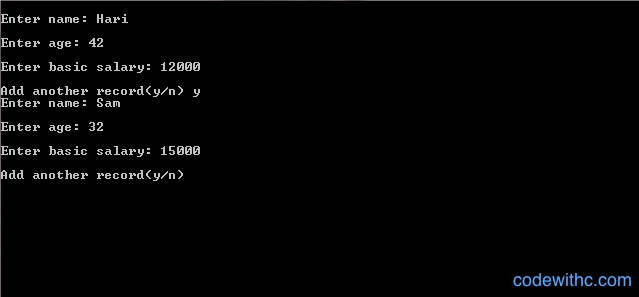 Enter name: Hari
Enter age: 42
Enter basic salary: 12000
Add another record(y/n) y
Enter name: Sam
Enter age: 32
Enter basic salary: 15000
Add another record(y/n)
codewithc.com